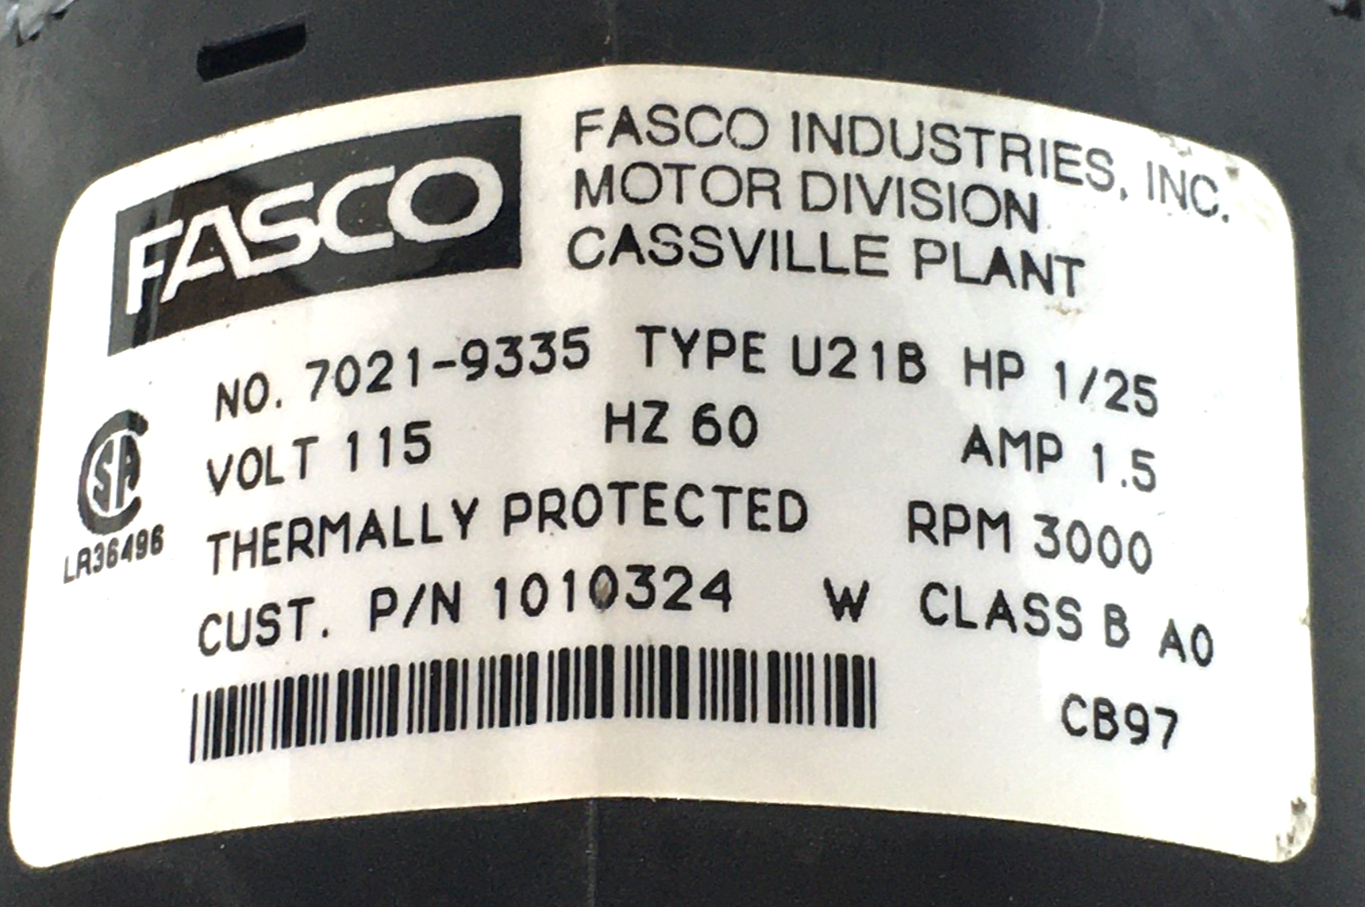 FASCO
FASCO INDUSTRIES, INC.
MOTOR DIVISION
CASSVILLE PLANT
NO. 7021-9335 TYPE U21B HP 1/25
VOLT 115 HZ 60 AMP 1.5
THERMALLY PROTECTED RPM 3000
CUST. P/N 1010324 W CLASS B A0
CB97
CSA
LR36496